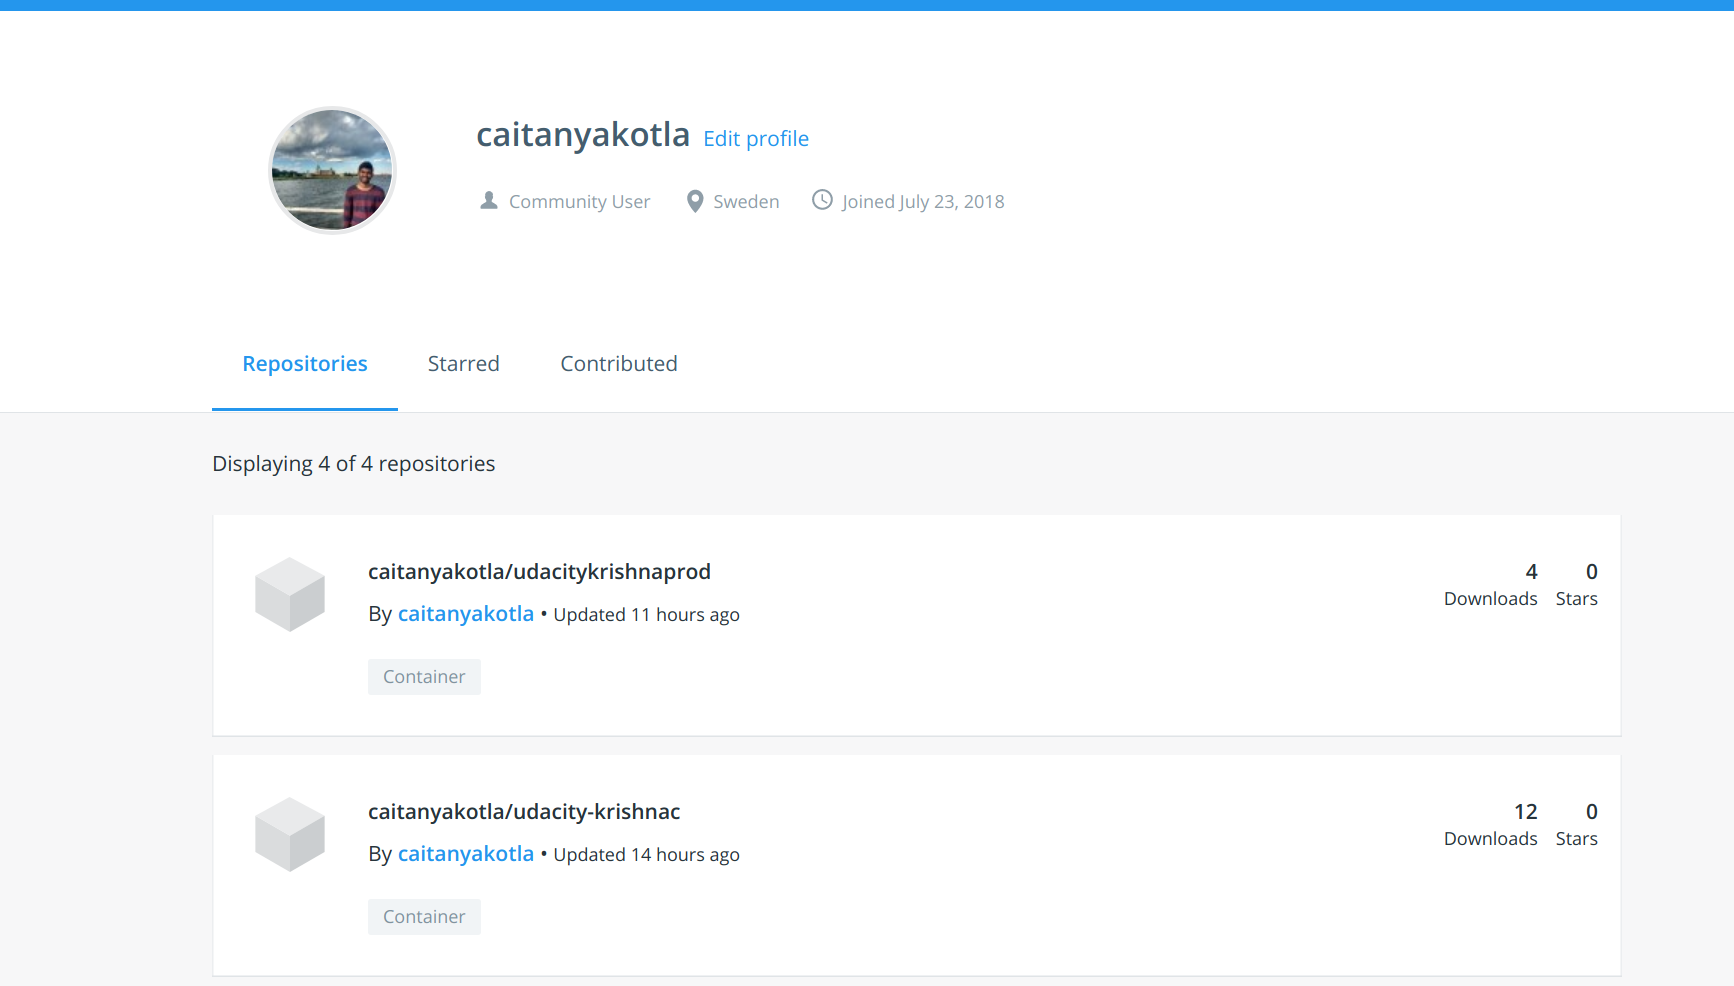 caitanyakotla Edit profile
Community User Sweden Joined July 23, 2018
Repositories Starred Contributed
Displaying 4 of 4 repositories
caitanyakotla/udacitykrishnaprod
4 0
By caitanyakotla • Updated 11 hours ago
Downloads Stars
Container
caitanyakotla/udacity-krishnac
12 0
By caitanyakotla • Updated 14 hours ago
Downloads Stars
Container